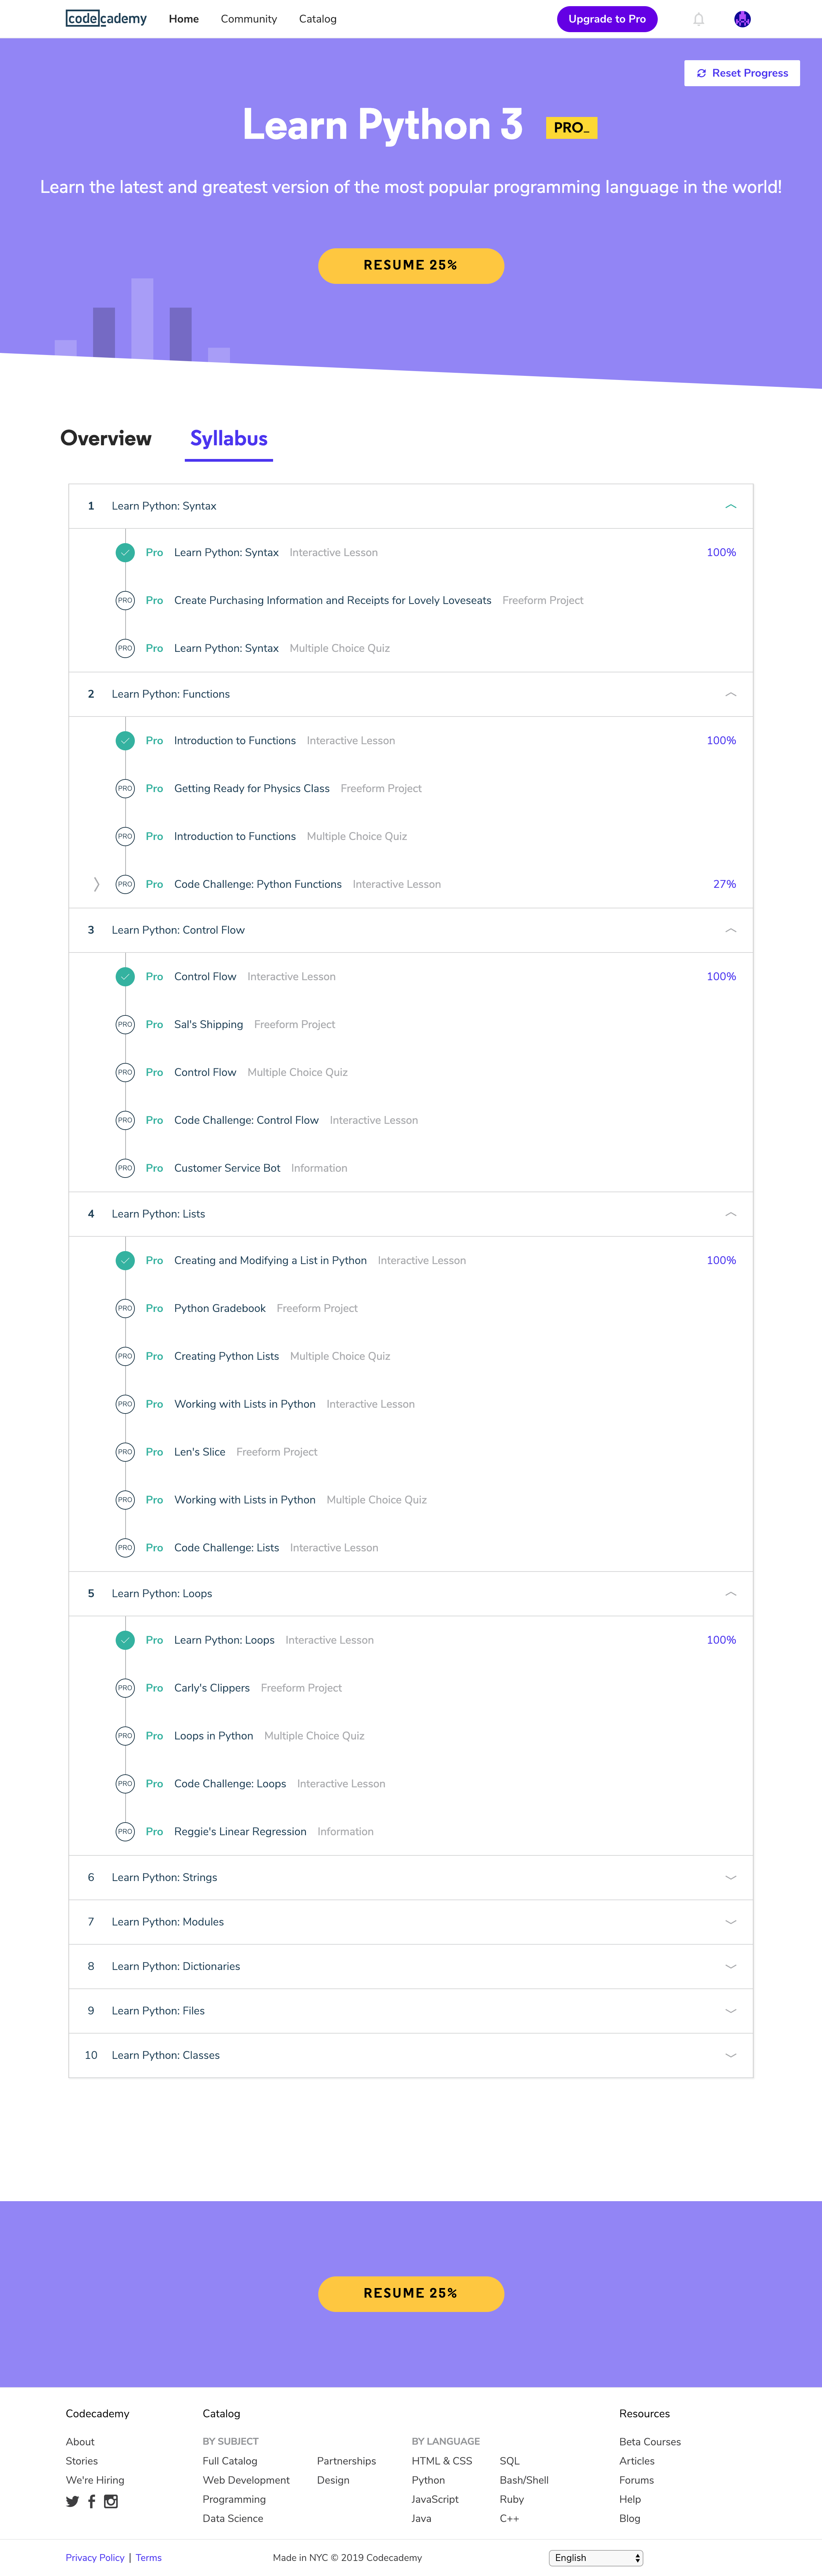 codecademy Home Community Catalog Upgrade to Pro
Reset Progress
Learn Python 3 PRO_
Learn the latest and greatest version of the most popular programming language in the world!
RESUME 25%
Overview Syllabus
1 Learn Python: Syntax
Pro Learn Python: Syntax Interactive Lesson 100%
PRO Pro Create Purchasing Information and Receipts for Lovely Loveseats Freeform Project
PRO Pro Learn Python: Syntax Multiple Choice Quiz
2 Learn Python: Functions
Pro Introduction to Functions Interactive Lesson 100%
PRO Pro Getting Ready for Physics Class Freeform Project
PRO Pro Introduction to Functions Multiple Choice Quiz
PRO Pro Code Challenge: Python Functions Interactive Lesson 27%
3 Learn Python: Control Flow
Pro Control Flow Interactive Lesson 100%
PRO Pro Sal's Shipping Freeform Project
PRO Pro Control Flow Multiple Choice Quiz
PRO Pro Code Challenge: Control Flow Interactive Lesson
PRO Pro Customer Service Bot Information
4 Learn Python: Lists
Pro Creating and Modifying a List in Python Interactive Lesson 100%
PRO Pro Python Gradebook Freeform Project
PRO Pro Creating Python Lists Multiple Choice Quiz
PRO Pro Working with Lists in Python Interactive Lesson
PRO Pro Len's Slice Freeform Project
PRO Pro Working with Lists in Python Multiple Choice Quiz
PRO Pro Code Challenge: Lists Interactive Lesson
5 Learn Python: Loops
Pro Learn Python: Loops Interactive Lesson 100%
PRO Pro Carly's Clippers Freeform Project
PRO Pro Loops in Python Multiple Choice Quiz
PRO Pro Code Challenge: Loops Interactive Lesson
PRO Pro Reggie's Linear Regression Information
6 Learn Python: Strings
7 Learn Python: Modules
8 Learn Python: Dictionaries
9 Learn Python: Files
10 Learn Python: Classes
RESUME 25%
Codecademy Catalog Resources
About BY SUBJECT BY LANGUAGE Beta Courses
Stories Full Catalog Partnerships HTML & CSS SQL Articles
We're Hiring Web Development Design Python Bash/Shell Forums
Programming JavaScript Ruby Help
Data Science Java C++ Blog
Privacy Policy | Terms Made in NYC © 2019 Codecademy English